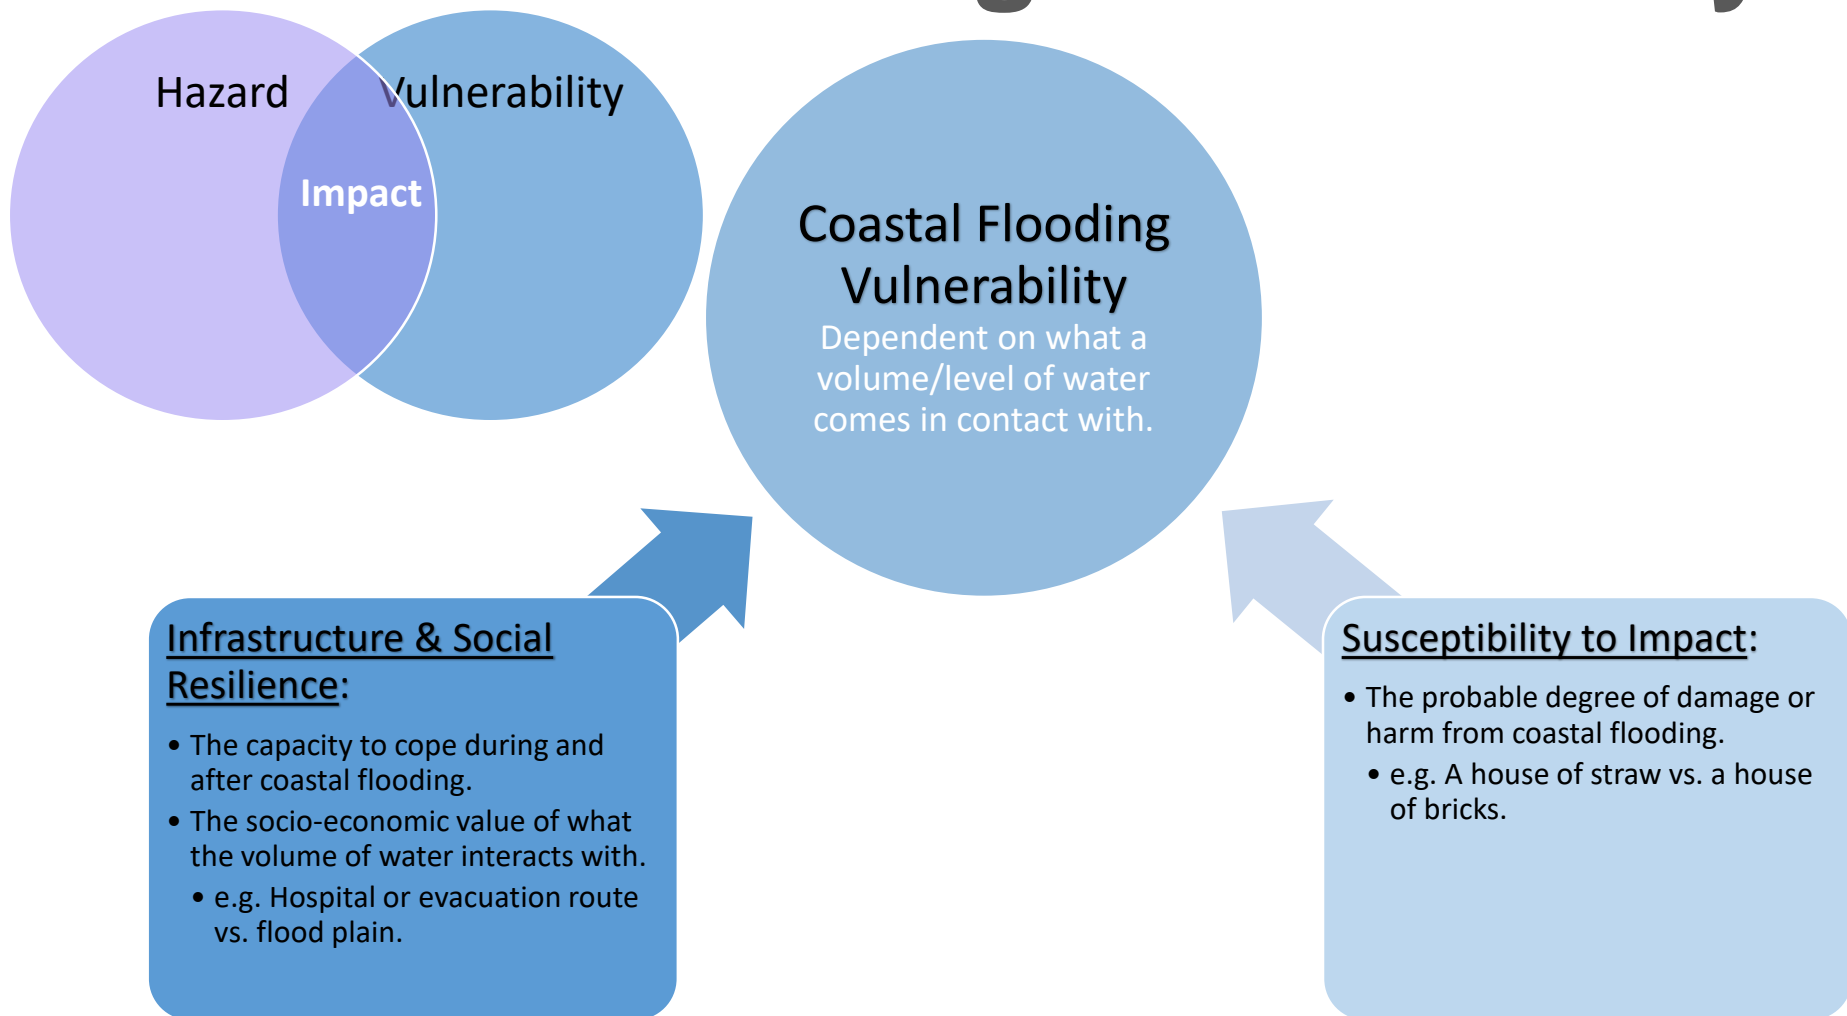 Hazard
Vulnerability
Impact
Coastal Flooding
Vulnerability
Dependent on what a
volume/level of water
comes in contact with.
Infrastructure & Social
Resilience:
• The capacity to cope during and
after coastal flooding.
• The socio-economic value of what
the volume of water interacts with.
• e.g. Hospital or evacuation route
vs. flood plain.
Susceptibility to Impact:
• The probable degree of damage or
harm from coastal flooding.
• e.g. A house of straw vs. a house
of bricks.